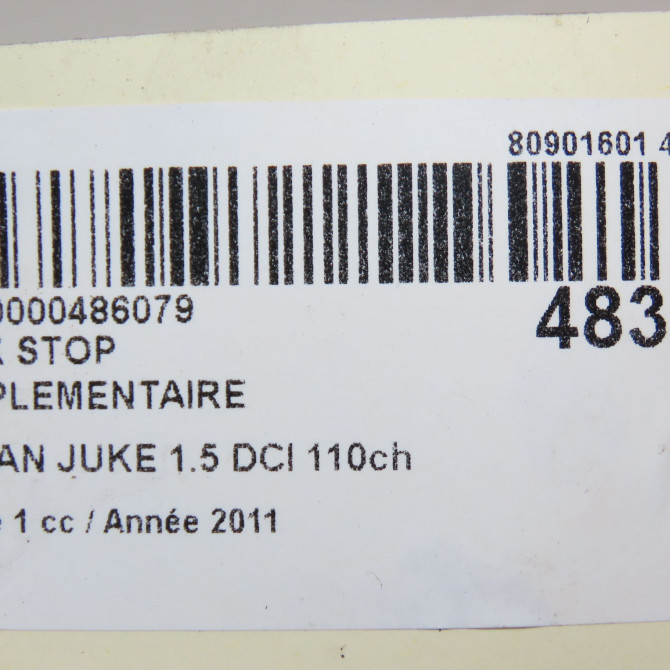 80901601 4
0000486079
483
STOP
PLEMENTAIRE
AN JUKE 1.5 DCI 110ch
e 1 cc / Année 2011